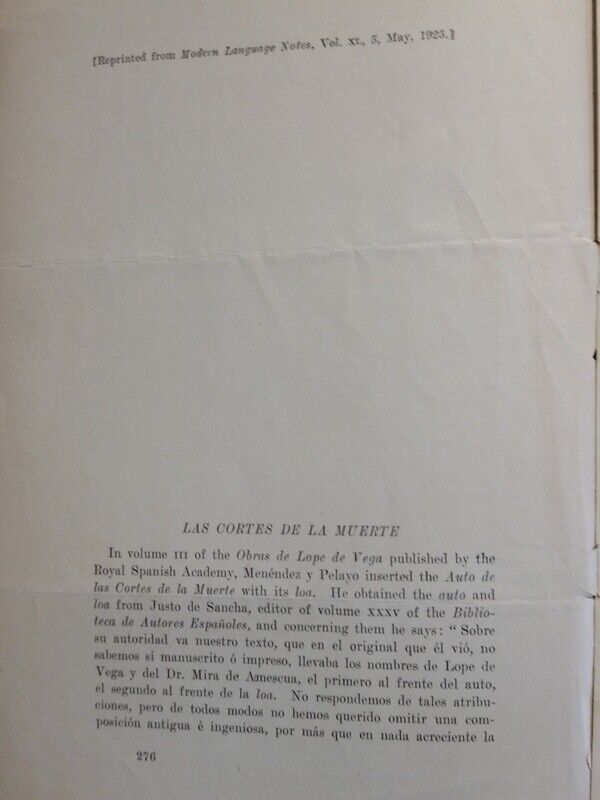 [Reprinted from Modern Language Notes, Vol. XL, 5, May, 1925.]
LAS CORTES DE LA MUERTE
In volume III of the Obras de Lope de Vega published by the
Royal Spanish Academy, Menéndez y Pelayo inserted the Auto de
las Cortes de la Muerte with its loa. He obtained the auto and
loa from Justo de Sancha, editor of volume XXXV of the Biblio-
teca de Autores Españoles, and concerning them he says: “Sobre
su autoridad va nuestro texto, que en el original que él vió, no
sabemos si manuscrito ó impreso, llevaba los nombres de Lope de
Vega y del Dr. Mira de Amescua, el primero al frente del auto,
el segundo al frente de la loa. No respondemos de tales atribu-
ciones, pero de todos modos no hemos querido omitir una com-
posición antigua é ingeniosa, por más que en nada acreciente la
276